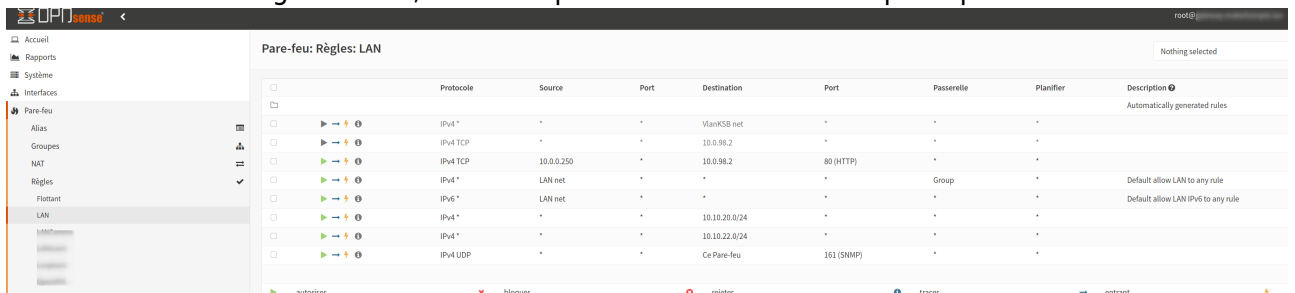 OPNsense <
root@
Accueil
Rapports
Système
Interfaces
Pare-feu
Alias
Groupes
NAT
Règles
Flottant
LAN
Pare-feu: Règles: LAN
Nothing selected
Protocole Source Port Destination Port Passerelle Planifier Description
Automatically generated rules
IPv4 * * * VlanKSB net * * *
IPv4 TCP * * 10.0.98.2 * * *
IPv4 TCP 10.0.0.250 * 10.0.98.2 80 (HTTP) * *
IPv4 * LAN net * * * Group * Default allow LAN to any rule
IPv6 * LAN net * * * * * Default allow LAN IPv6 to any rule
IPv4 * * * 10.10.20.0/24 * * *
IPv4 * * * 10.10.22.0/24 * * *
IPv4 UDP * * Ce Pare-feu 161 (SNMP) * *
autoriser bloquer rejeter tracer entrant